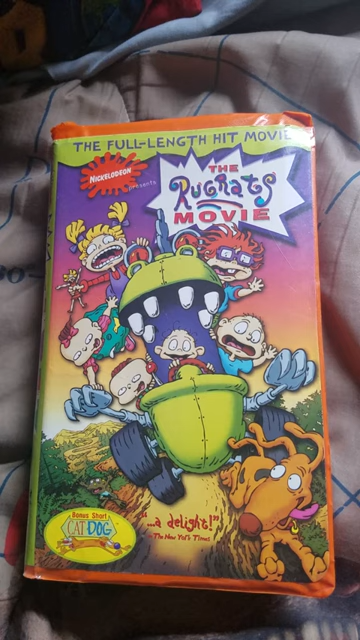 THE FULL-LENGTH HIT MOVIE
NICKELODEON
presents
THE
RUGRATS
MOVIE
"...a delight!"
The New York Times
Bonus Short
CATDOG